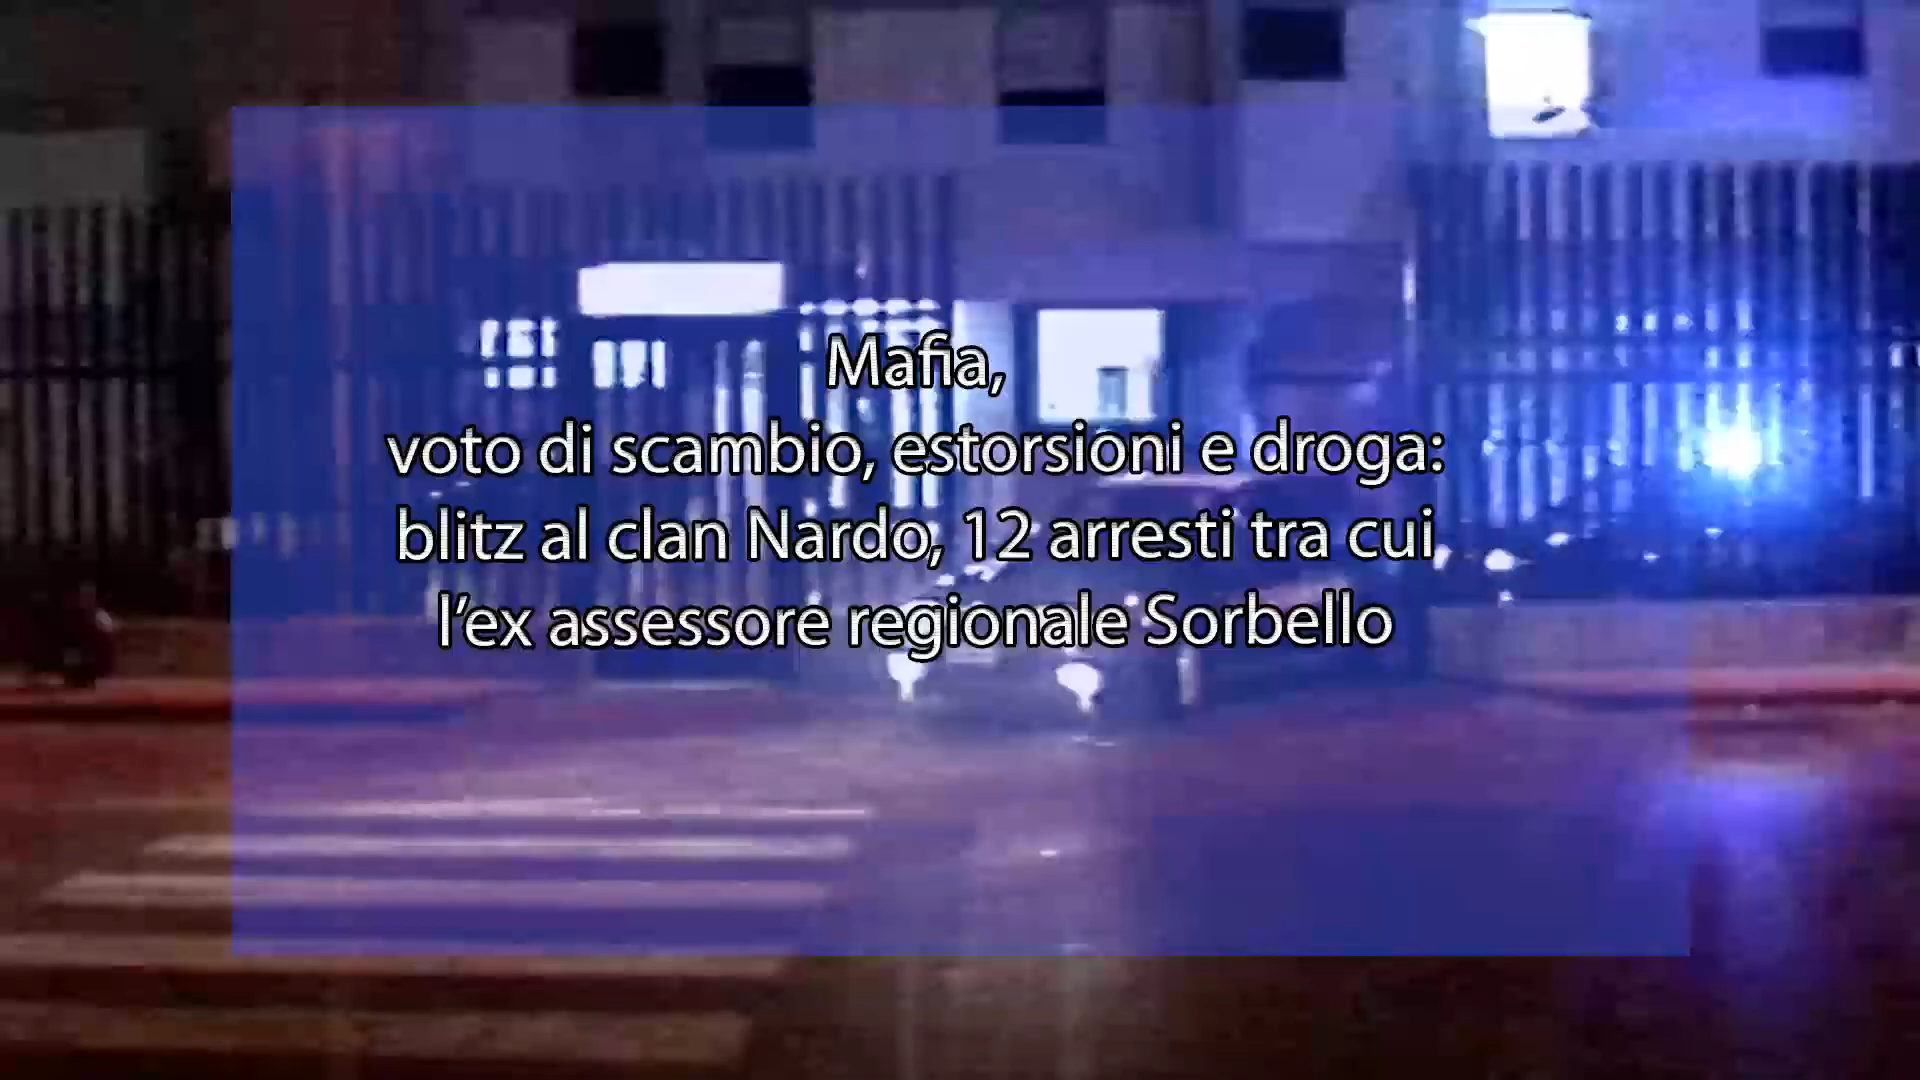 Mafia,
voto di scambio, estorsioni e droga:
blitz al clan Nardo, 12 arresti tra cui
l’ex assessore regionale Sorbello